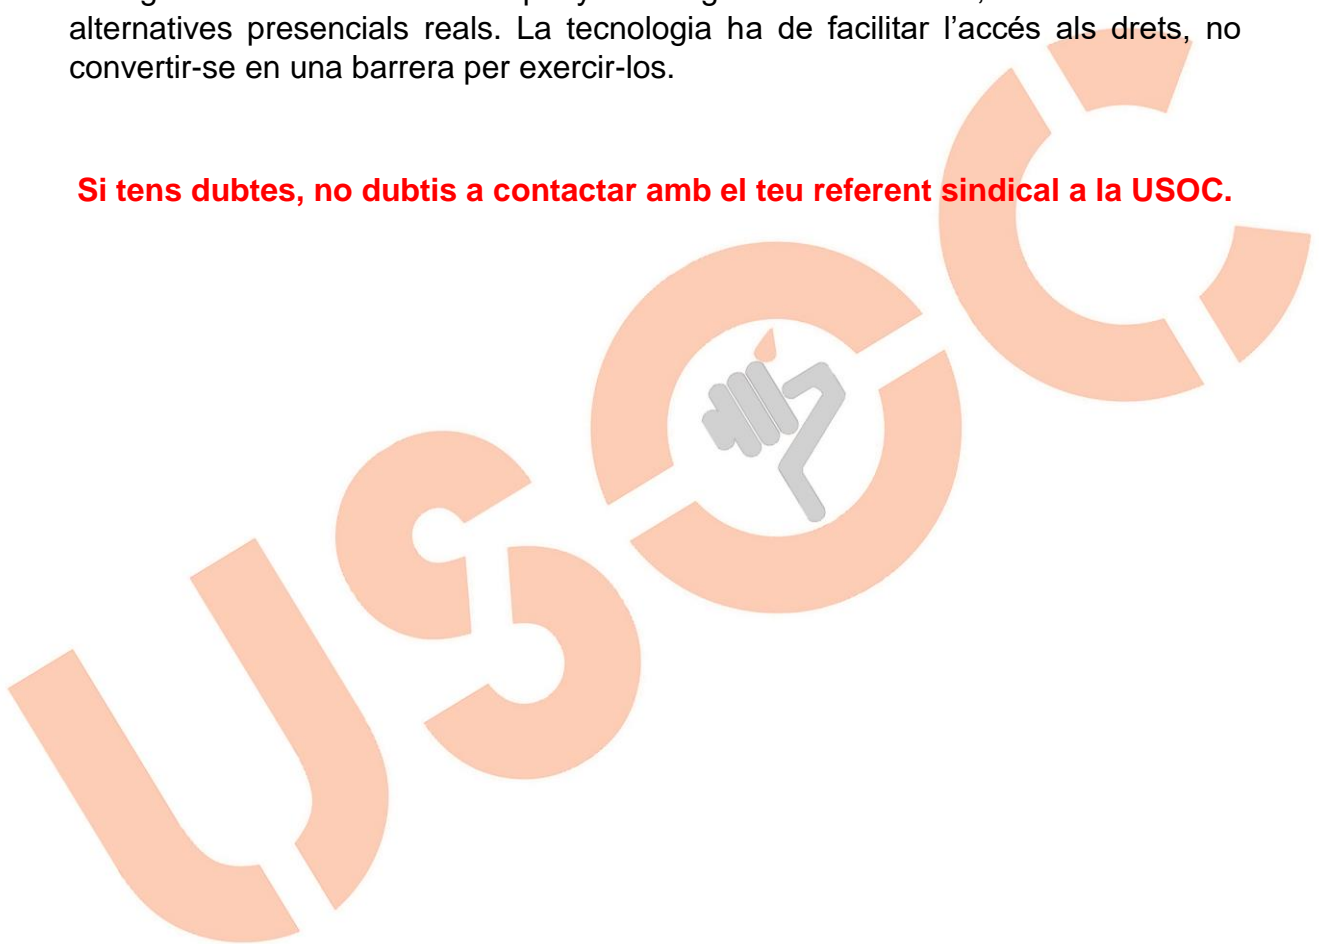 alternatives presencials reals. La tecnologia ha de facilitar l’accés als drets, no
convertir-se en una barrera per exercir-los.
Si tens dubtes, no dubtis a contactar amb el teu referent sindical a la USOC.
USOC